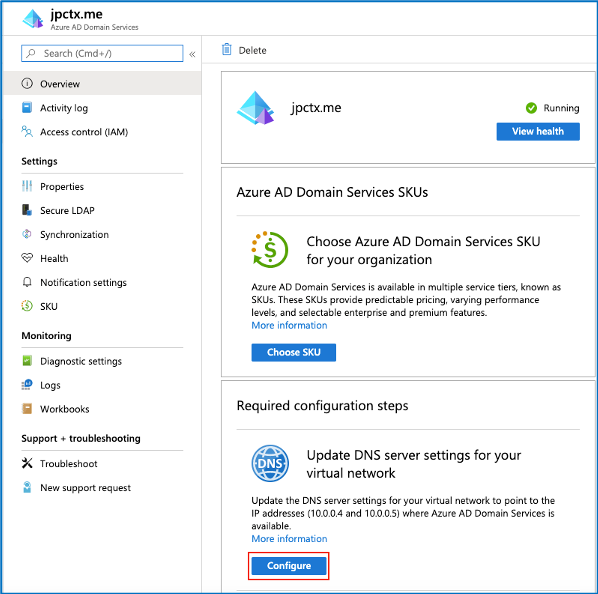 jpctx.me
Azure AD Domain Services
Search (Cmd+/)
«
Overview
Activity log
Access control (IAM)
Settings
Properties
Secure LDAP
Synchronization
Health
Notification settings
SKU
Monitoring
Diagnostic settings
Logs
Workbooks
Support + troubleshooting
Troubleshoot
New support request
Delete
jpctx.me
Running
View health
Azure AD Domain Services SKUs
$
Choose Azure AD Domain Services SKU
for your organization
Azure AD Domain Services is available in multiple service tiers, known as
SKUs. These SKUs provide predictable pricing, varying performance
levels, and selectable enterprise and premium features.
More information
Choose SKU
Required configuration steps
DNS
Update DNS server settings for your
virtual network
Update the DNS server settings for your virtual network to point to the
IP addresses (10.0.0.4 and 10.0.0.5) where Azure AD Domain Services is
available.
More information
Configure